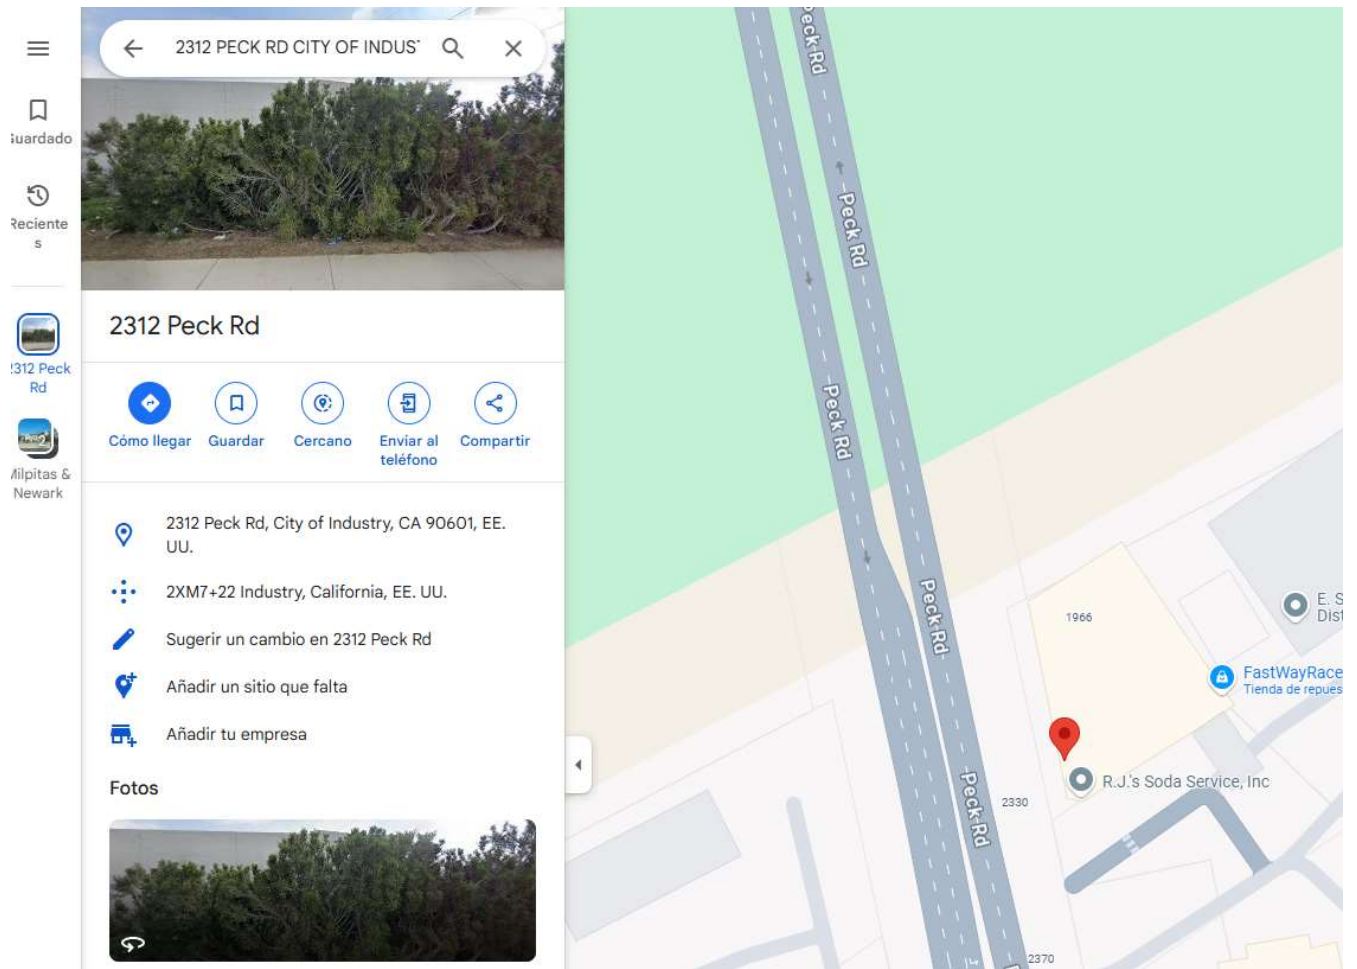 2312 PECK RD CITY OF INDUS
Guardado
Reciente
s
2312 Peck
Rd
Milpitas &
Newark
2312 Peck Rd
Cómo llegar
Guardar
Cercano
Enviar al
teléfono
Compartir
2312 Peck Rd, City of Industry, CA 90601, EE.
UU.
2XM7+22 Industry, California, EE. UU.
Sugerir un cambio en 2312 Peck Rd
Añadir un sitio que falta
Añadir tu empresa
Fotos
Peck Rd
Peck Rd
Peck Rd
Peck Rd
Peck Rd
1966
E. S
Dist
FastWayRace
Tienda de repues
R.J.'s Soda Service, Inc
2330
2370